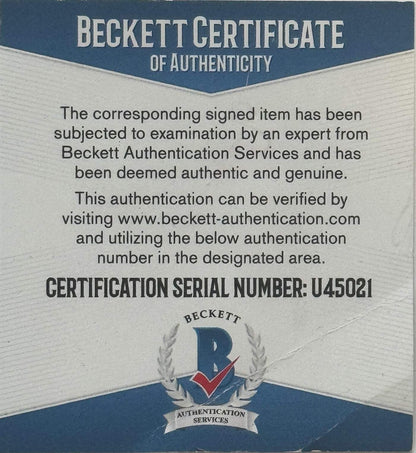 BECKETT CERTIFICATE
OF AUTHENTICITY
The corresponding signed item has been
subjected to examination by an expert from
Beckett Authentication Services and has
been deemed authentic and genuine.
This authentication can be verified by
visiting www.beckett-authentication.com
and utilizing the below authentication
number in the designated area.
CERTIFICATION SERIAL NUMBER: U45021
BECKETT
B
AUTHENTICATION
SERVICES